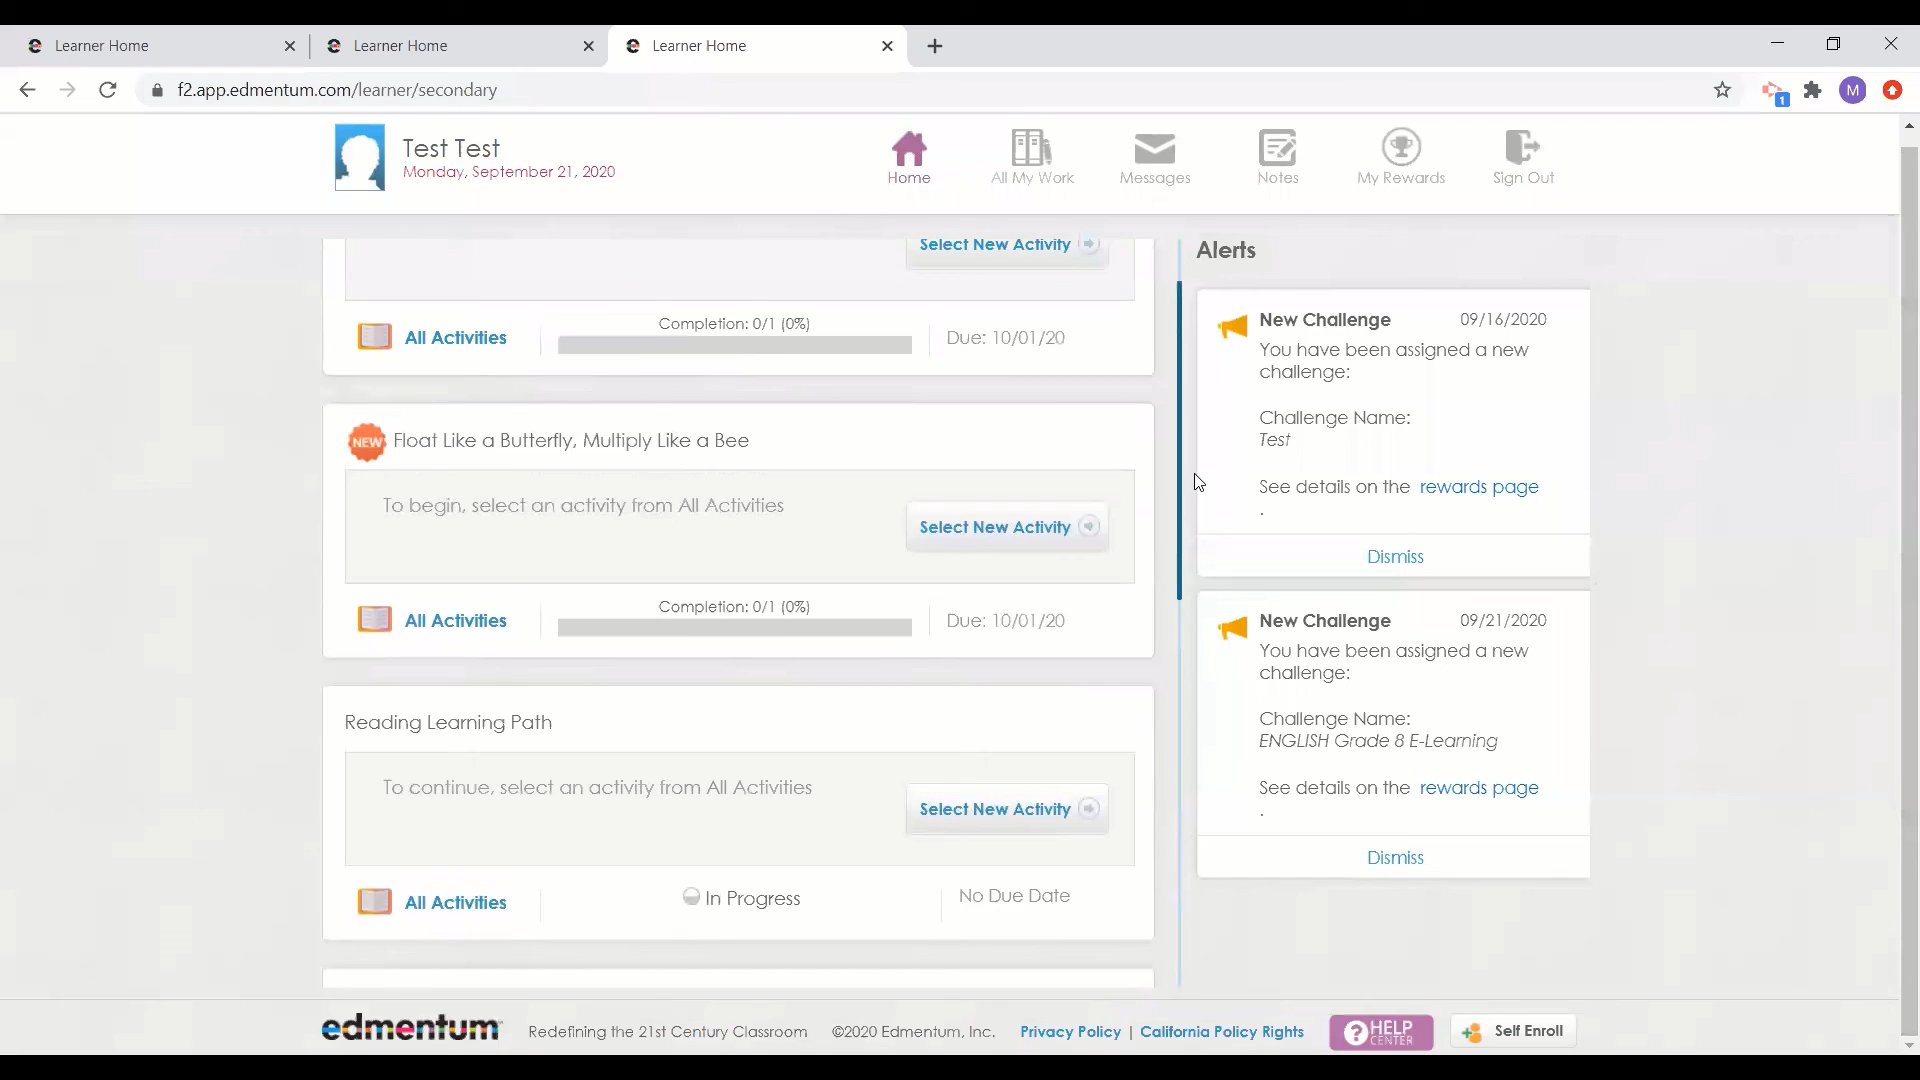 Learner Home
Learner Home
Learner Home
f2.app.edmentum.com/learner/secondary
1
M
Test Test
Monday, September 21, 2020
Home
All My Work
Messages
Notes
My Rewards
Sign Out
Select New Activity
All Activities
Completion: 0/1 (0%)
Due: 10/01/20
NEW Float Like a Butterfly, Multiply Like a Bee
To begin, select an activity from All Activities
Select New Activity
All Activities
Completion: 0/1 (0%)
Due: 10/01/20
Reading Learning Path
To continue, select an activity from All Activities
Select New Activity
All Activities
In Progress
No Due Date
Alerts
New Challenge 09/16/2020
You have been assigned a new
challenge:
Challenge Name:
Test
See details on the rewards page
.
Dismiss
New Challenge 09/21/2020
You have been assigned a new
challenge:
Challenge Name:
ENGLISH Grade 8 E-Learning
See details on the rewards page
.
Dismiss
edmentum
Redefining the 21st Century Classroom
©2020 Edmentum, Inc.
Privacy Policy | California Policy Rights
? HELP
CENTER
Self Enroll